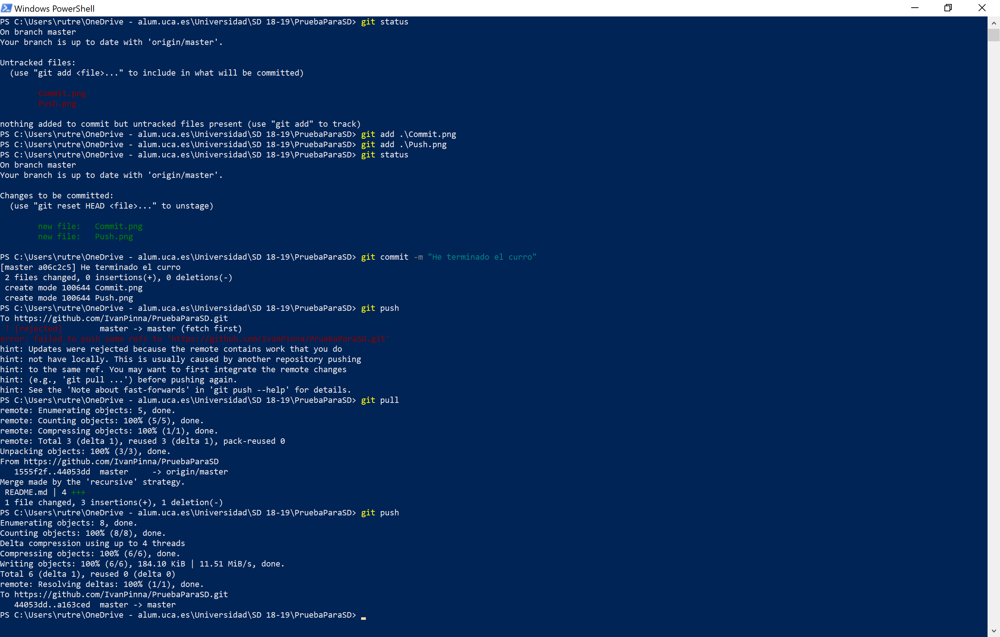 Windows PowerShell
PS C:\Users\rutre\OneDrive - alum.uca.es\Universidad\SD 18-19\PruebaParaSD> git status
On branch master
Your branch is up to date with 'origin/master'.
Untracked files:
  (use "git add <file>..." to include in what will be committed)
        Commit.png
        Push.png
nothing added to commit but untracked files present (use "git add" to track)
PS C:\Users\rutre\OneDrive - alum.uca.es\Universidad\SD 18-19\PruebaParaSD> git add .\Commit.png
PS C:\Users\rutre\OneDrive - alum.uca.es\Universidad\SD 18-19\PruebaParaSD> git add .\Push.png
PS C:\Users\rutre\OneDrive - alum.uca.es\Universidad\SD 18-19\PruebaParaSD> git status
On branch master
Your branch is up to date with 'origin/master'.
Changes to be committed:
  (use "git reset HEAD <file>..." to unstage)
        new file:   Commit.png
        new file:   Push.png
PS C:\Users\rutre\OneDrive - alum.uca.es\Universidad\SD 18-19\PruebaParaSD> git commit -m "He terminado el curro"
[master a06c2c5] He terminado el curro
 2 files changed, 0 insertions(+), 0 deletions(-)
 create mode 100644 Commit.png
 create mode 100644 Push.png
PS C:\Users\rutre\OneDrive - alum.uca.es\Universidad\SD 18-19\PruebaParaSD> git push
To https://github.com/IvanPinna/PruebaParaSD.git
 ! [rejected]        master -> master (fetch first)
error: failed to push some refs to 'https://github.com/IvanPinna/PruebaParaSD.git'
hint: Updates were rejected because the remote contains work that you do
hint: not have locally. This is usually caused by another repository pushing
hint: to the same ref. You may want to first integrate the remote changes
hint: (e.g., 'git pull ...') before pushing again.
hint: See the 'Note about fast-forwards' in 'git push --help' for details.
PS C:\Users\rutre\OneDrive - alum.uca.es\Universidad\SD 18-19\PruebaParaSD> git pull
remote: Enumerating objects: 5, done.
remote: Counting objects: 100% (5/5), done.
remote: Compressing objects: 100% (1/1), done.
remote: Total 3 (delta 1), reused 3 (delta 1), pack-reused 0
Unpacking objects: 100% (3/3), done.
From https://github.com/IvanPinna/PruebaParaSD
   1555f2f..44053dd  master     -> origin/master
Merge made by the 'recursive' strategy.
 README.md | 4 +++-
 1 file changed, 3 insertions(+), 1 deletion(-)
PS C:\Users\rutre\OneDrive - alum.uca.es\Universidad\SD 18-19\PruebaParaSD> git push
Enumerating objects: 8, done.
Counting objects: 100% (8/8), done.
Delta compression using up to 4 threads
Compressing objects: 100% (6/6), done.
Writing objects: 100% (6/6), 184.10 KiB | 11.51 MiB/s, done.
Total 6 (delta 1), reused 0 (delta 0)
remote: Resolving deltas: 100% (1/1), done.
To https://github.com/IvanPinna/PruebaParaSD.git
   44053dd..a163ced  master -> master
PS C:\Users\rutre\OneDrive - alum.uca.es\Universidad\SD 18-19\PruebaParaSD>